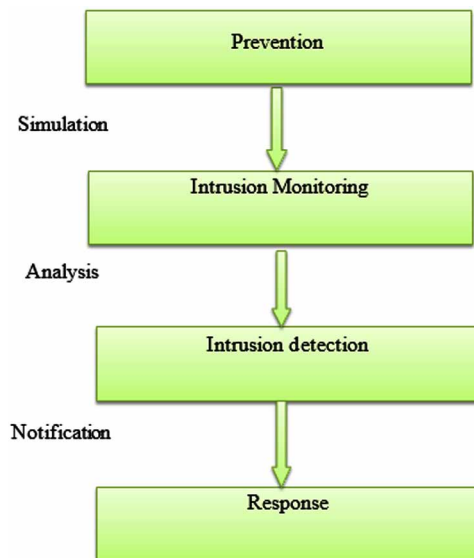 Prevention
Simulation
Intrusion Monitoring
Analysis
Intrusion detection
Notification
Response